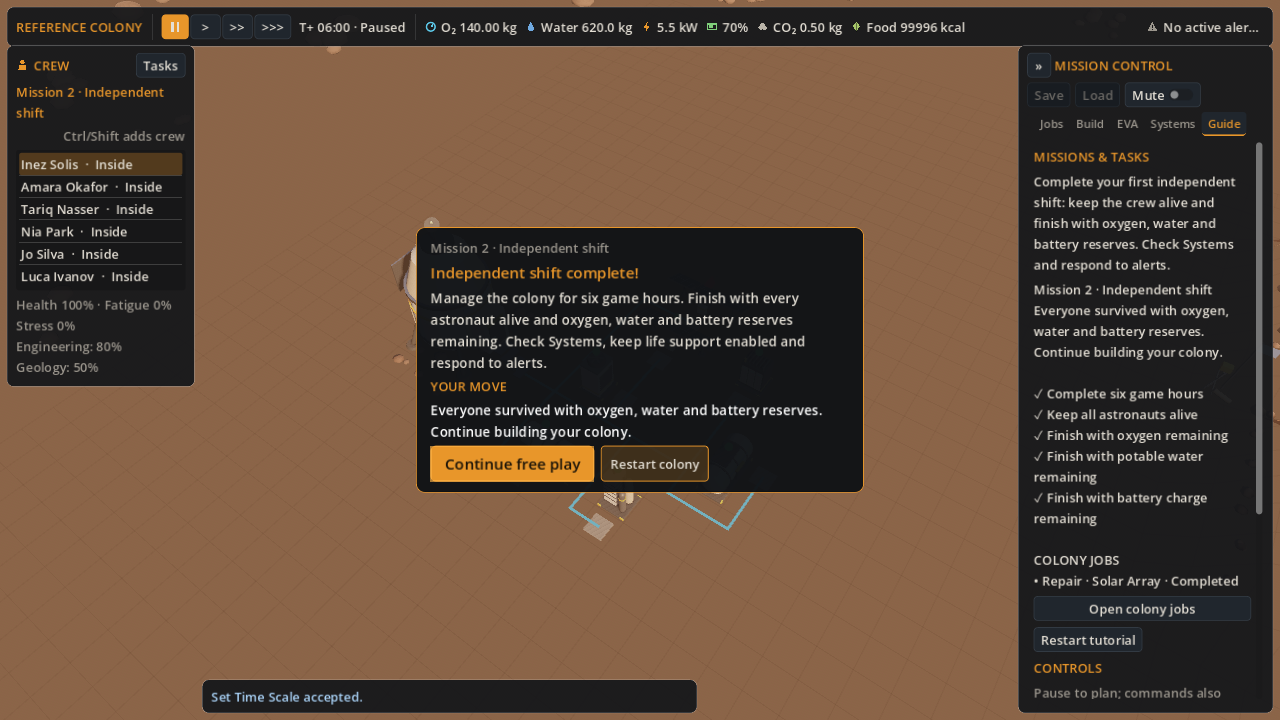 REFERENCE COLONY
> >> >>> T+ 06:00 · Paused
O₂ 140.00 kg Water 620.0 kg 5.5 kW 70% CO₂ 0.50 kg Food 99996 kcal
No active aler...
CREW
Tasks
Mission 2 · Independent
shift
Ctrl/Shift adds crew
Inez Solis · Inside
Amara Okafor · Inside
Tariq Nasser · Inside
Nia Park · Inside
Jo Silva · Inside
Luca Ivanov · Inside
Health 100% · Fatigue 0%
Stress 0%
Engineering: 80%
Geology: 50%
Mission 2 · Independent shift
Independent shift complete!
Manage the colony for six game hours. Finish with every
astronaut alive and oxygen, water and battery reserves
remaining. Check Systems, keep life support enabled and
respond to alerts.
YOUR MOVE
Everyone survived with oxygen, water and battery reserves.
Continue building your colony.
Continue free play
Restart colony
Set Time Scale accepted.
» MISSION CONTROL
Save Load Mute
Jobs Build EVA Systems Guide
MISSIONS & TASKS
Complete your first independent
shift: keep the crew alive and
finish with oxygen, water and
battery reserves. Check Systems
and respond to alerts.
Mission 2 · Independent shift
Everyone survived with oxygen,
water and battery reserves.
Continue building your colony.
✓ Complete six game hours
✓ Keep all astronauts alive
✓ Finish with oxygen remaining
✓ Finish with potable water
remaining
✓ Finish with battery charge
remaining
COLONY JOBS
• Repair · Solar Array · Completed
Open colony jobs
Restart tutorial
CONTROLS
Pause to plan; commands also